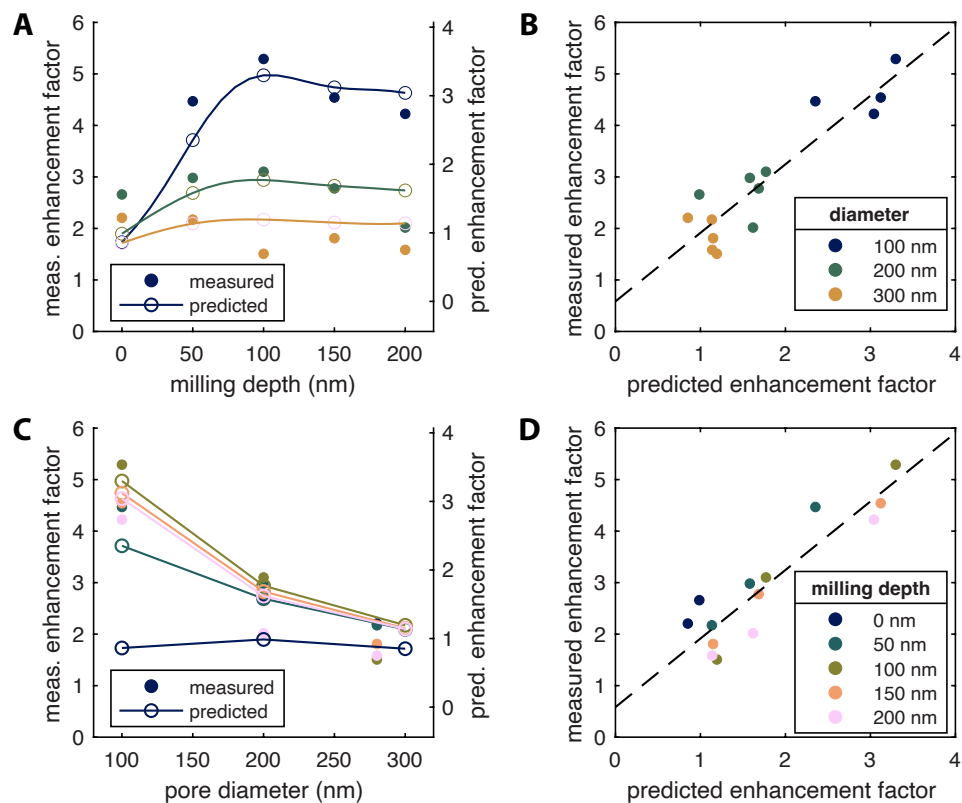 A
meas. enhancement factor
6
5
4
3
2
1
0
0 50 100 150 200
milling depth (nm)
4
3
2
1
0
pred. enhancement factor
measured
predicted
B
measured enhancement factor
6
5
4
3
2
1
0
0 1 2 3 4
predicted enhancement factor
diameter
100 nm
200 nm
300 nm
C
meas. enhancement factor
6
5
4
3
2
1
0
100 150 200 250 300
pore diameter (nm)
4
3
2
1
0
pred. enhancement factor
measured
predicted
D
measured enhancement factor
6
5
4
3
2
1
0
0 1 2 3 4
predicted enhancement factor
milling depth
0 nm
50 nm
100 nm
150 nm
200 nm